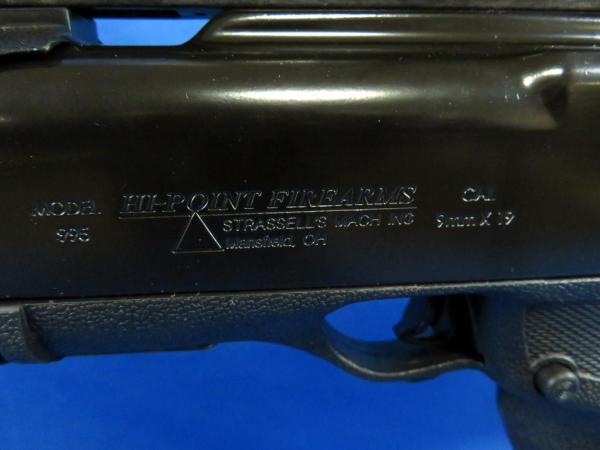 MODEL
995
HI-POINT FIREARMS
STRASSELL'S MACH INC
Mansfield, OH
CAL
9mm X 19